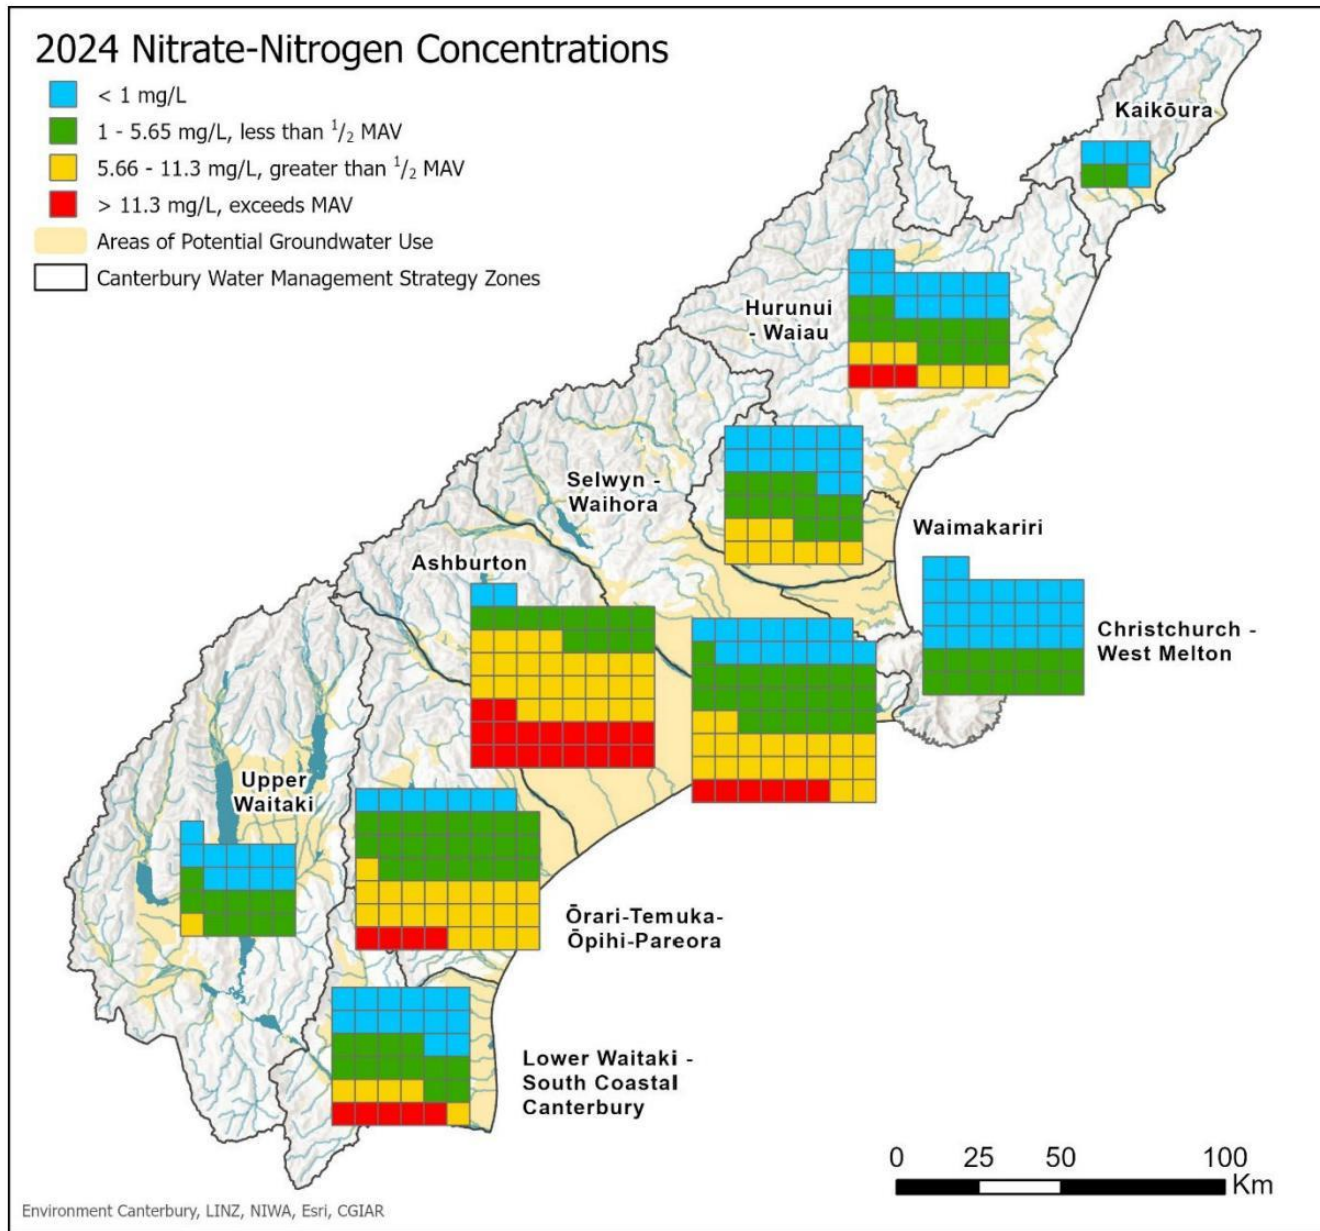 2024 Nitrate-Nitrogen Concentrations
< 1 mg/L
1 - 5.65 mg/L, less than 1/2 MAV
5.66 - 11.3 mg/L, greater than 1/2 MAV
> 11.3 mg/L, exceeds MAV
Areas of Potential Groundwater Use
Canterbury Water Management Strategy Zones
Kaikōura
Hurunui
- Waiau
Selwyn -
Waihora
Waimakariri
Ashburton
Christchurch -
West Melton
Upper
Waitaki
Ōrari-Temuka-
Ōpihi-Pareora
Lower Waitaki -
South Coastal
Canterbury
0 25 50 100
Km
Environment Canterbury, LINZ, NIWA, Esri, CGIAR